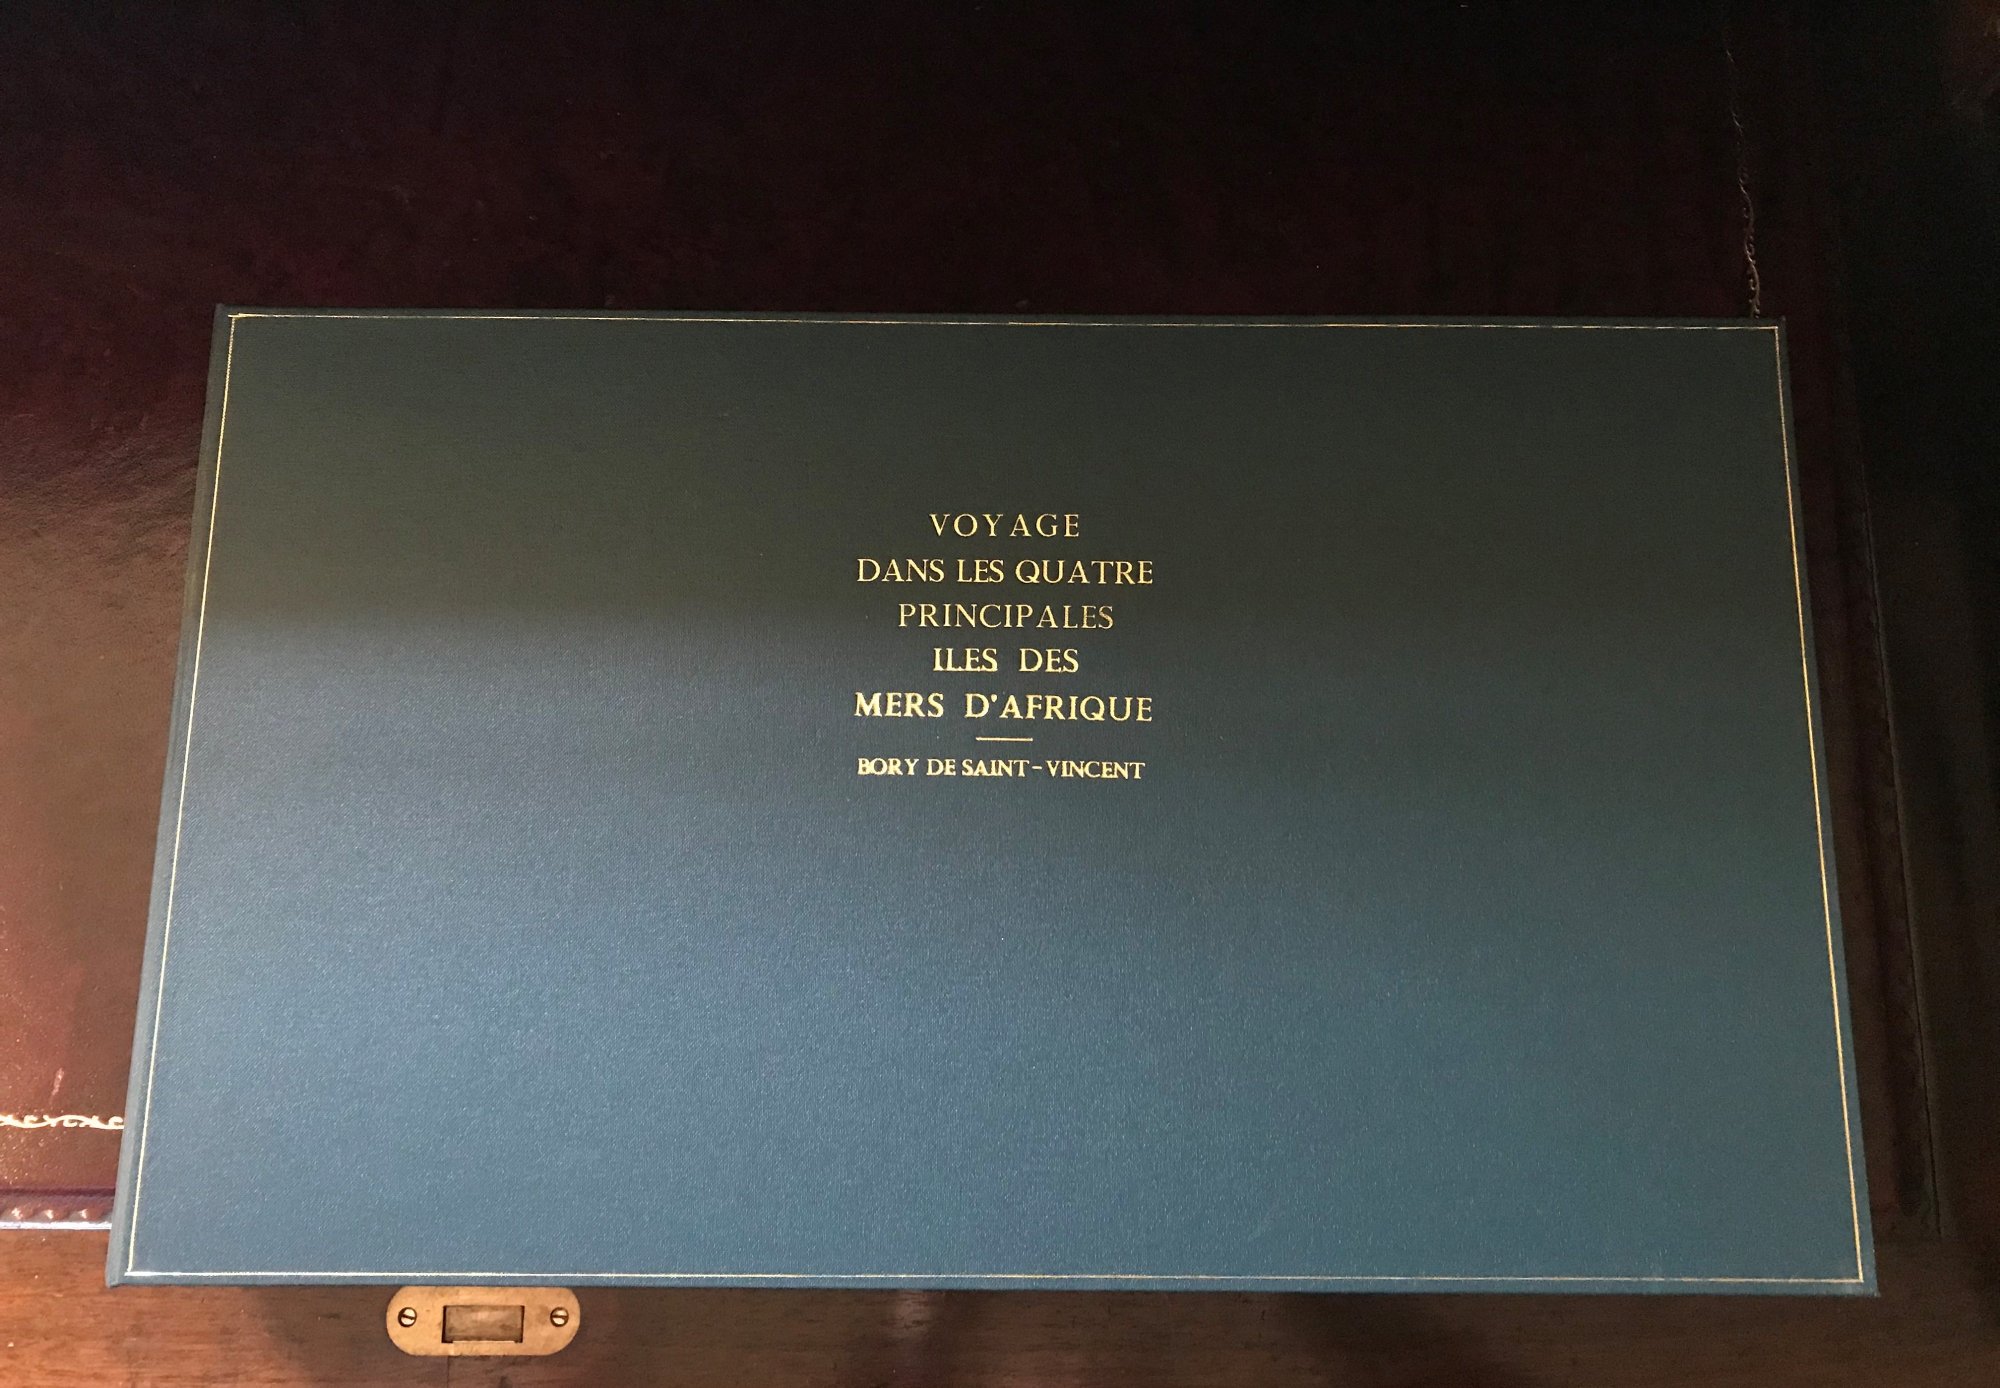 VOYAGE
DANS LES QUATRE
PRINCIPALES
ILES DES
MERS D'AFRIQUE
BORY DE SAINT-VINCENT